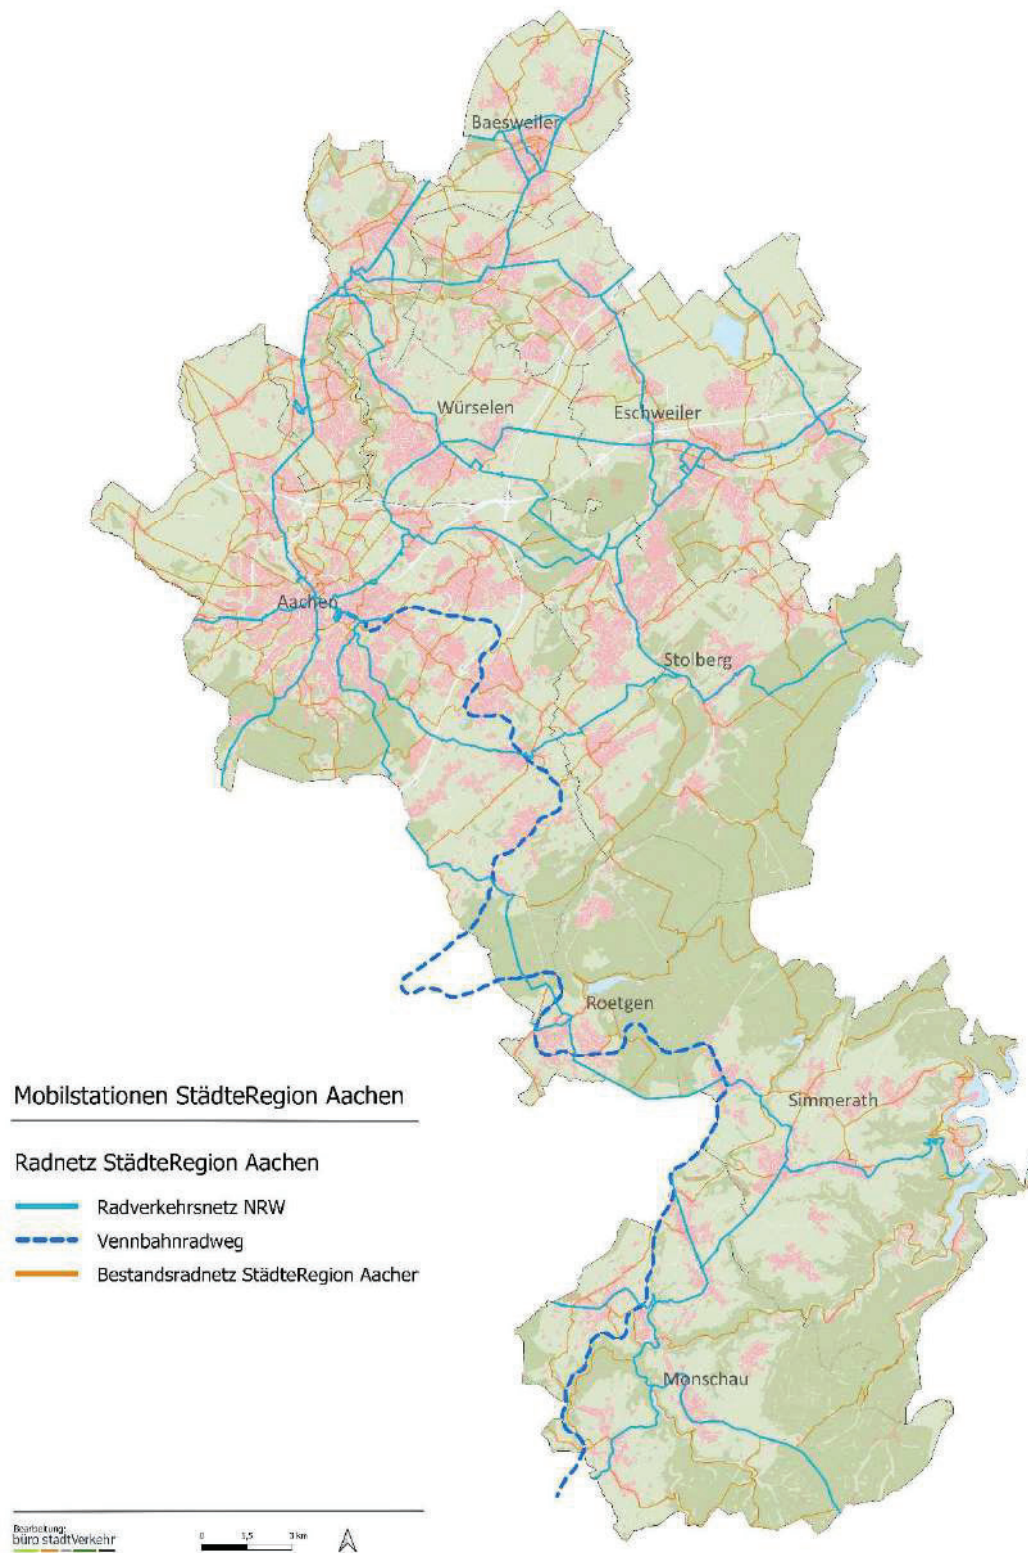 Baesweiler
Würselen
Eschweiler
Aachen
Stolberg
Roetgen
Simmerath
Monschau
Mobilstationen StädteRegion Aachen
Radnetz StädteRegion Aachen
Radverkehrsnetz NRW
Vennbahnradweg
Bestandsradnetz StädteRegion Aacher
Bearbeitung:
büro stadtVerkehr
0 1,5 3 km